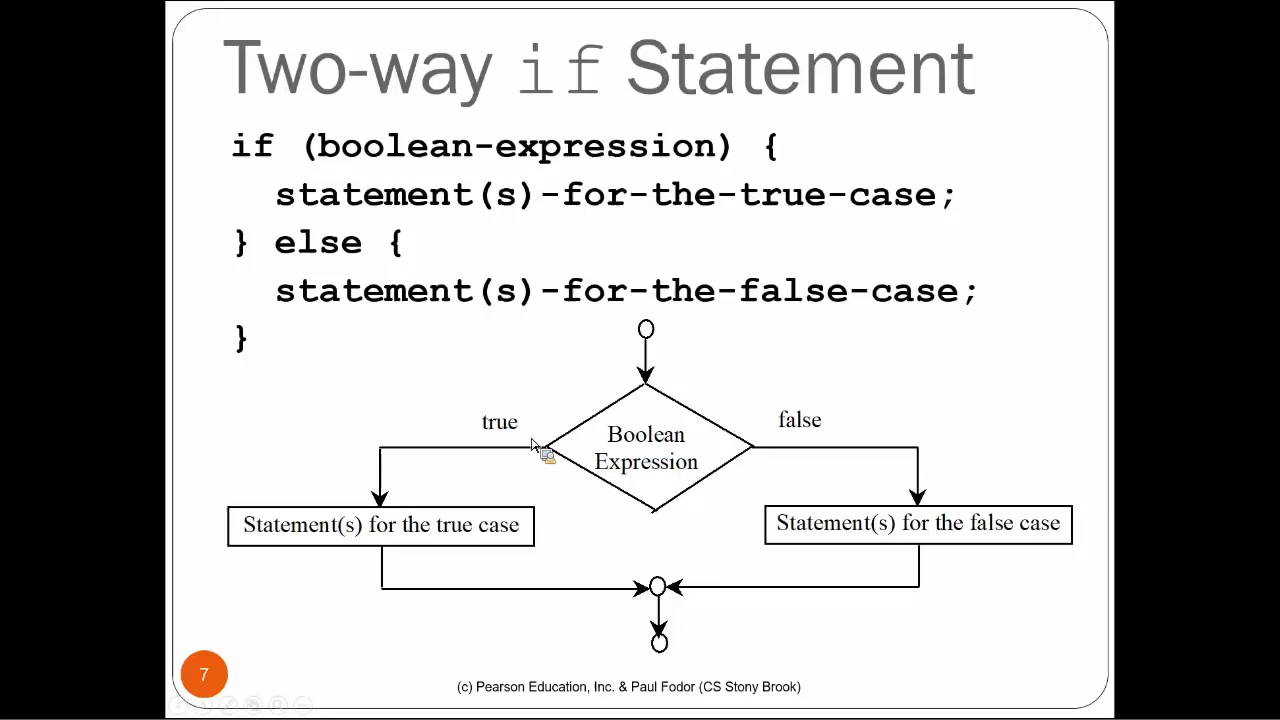 Two-way if Statement
if (boolean-expression) {
statement(s)-for-the-true-case;
} else {
statement(s)-for-the-false-case;
}
true
false
Boolean
Expression
Statement(s) for the true case
Statement(s) for the false case
7
(c) Pearson Education, Inc. & Paul Fodor (CS Stony Brook)